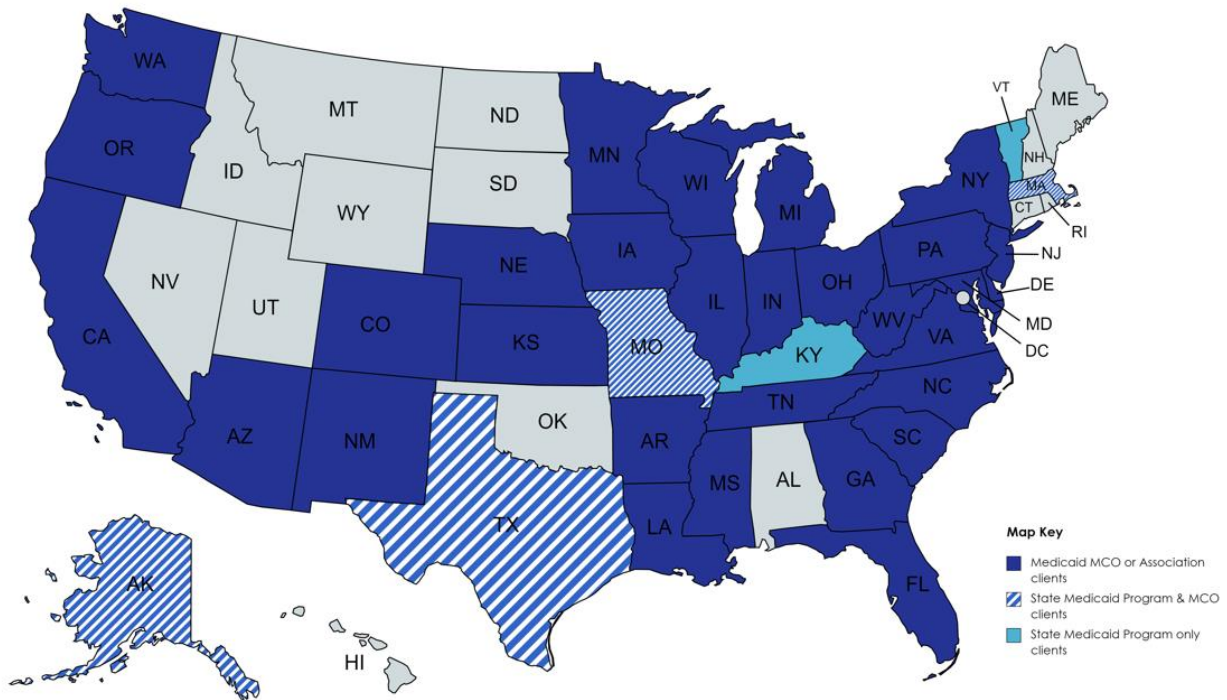 WA
MT
ND
MN
VT
ME
OR
ID
SD
WI
NH
NY
MA
WY
MI
CT
RI
NV
NE
IA
PA
NJ
UT
IL
IN
OH
DE
CA
CO
KS
MO
WV
VA
MD
KY
DC
NC
TN
AZ
NM
OK
AR
SC
MS
AL
GA
TX
LA
AK
FL
HI
Map Key
Medicaid MCO or Association
clients
State Medicaid Program & MCO
clients
State Medicaid Program only
clients